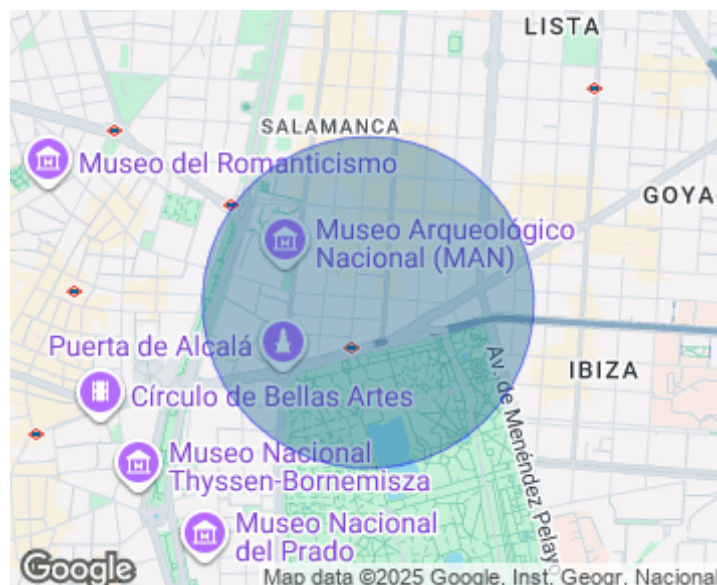 LISTA
SALAMANCA
Museo del Romanticismo
GOYA
Museo Arqueológico
Nacional (MAN)
Puerta de Alcalá
IBIZA
Círculo de Bellas Artes
Av. de Menéndez Pelayo
Museo Nacional
Thyssen-Bornemisza
Museo Nacional
del Prado
Google
Map data ©2025 Google, Inst. Geogr. Nacional